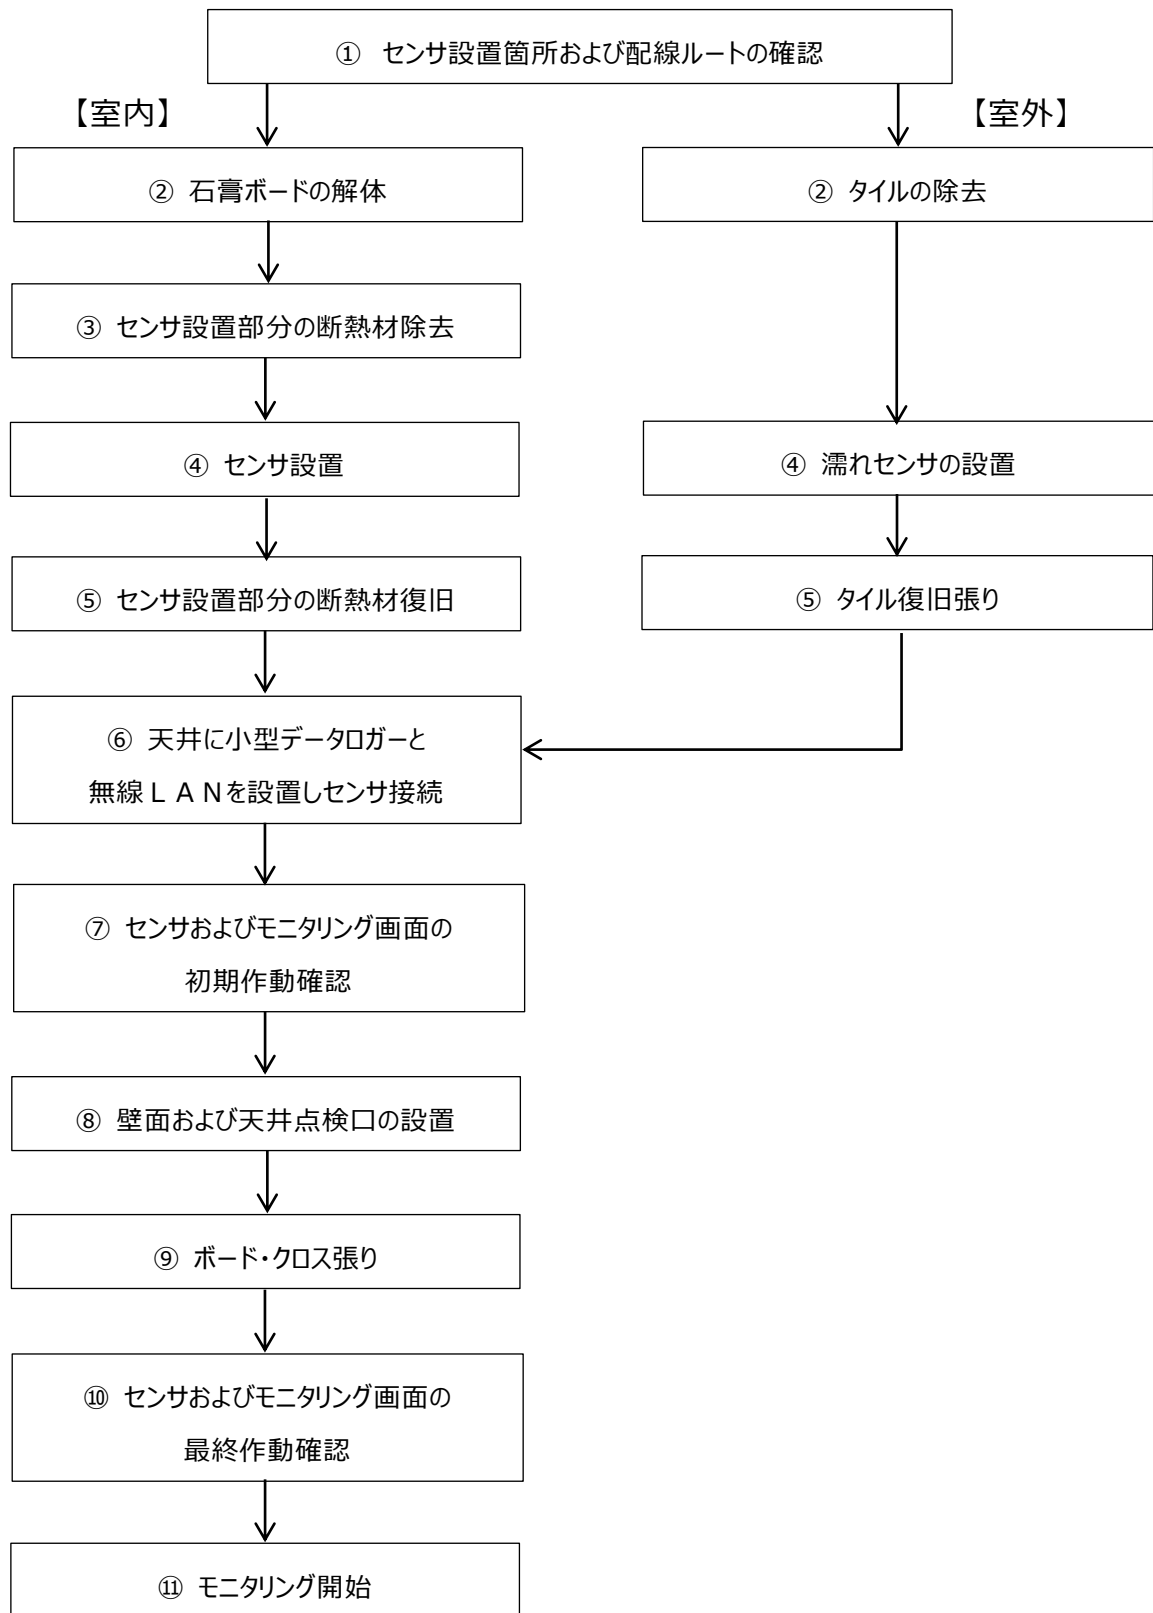 ① センサ設置箇所および配線ルートの確認
【室内】
【室外】
② 石膏ボードの解体
② タイルの除去
③ センサ設置部分の断熱材除去
④ センサ設置
④ 濡れセンサの設置
⑤ センサ設置部分の断熱材復旧
⑤ タイル復旧張り
⑥ 天井に小型データロガーと
無線ＬＡＮを設置しセンサ接続
⑦ センサおよびモニタリング画面の
初期作動確認
⑧ 壁面および天井点検口の設置
⑨ ボード・クロス張り
⑩ センサおよびモニタリング画面の
最終作動確認
⑪ モニタリング開始